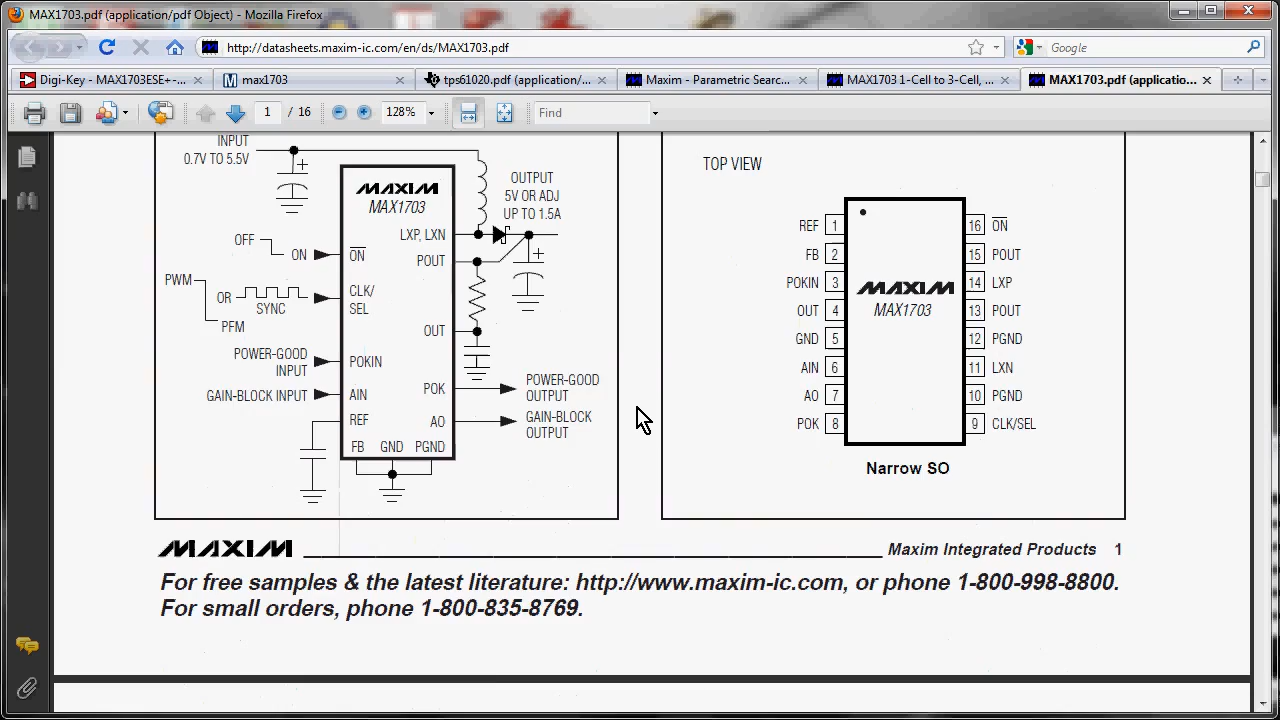 MAX1703.pdf (application/pdf Object) - Mozilla Firefox
http://datasheets.maxim-ic.com/en/ds/MAX1703.pdf
Google
Digi-Key - MAX1703ESE+-...
max1703
tps61020.pdf (application/...
Maxim - Parametric Searc...
MAX1703 1-Cell to 3-Cell, ...
MAX1703.pdf (applicatio...
1 / 16
128%
Find
INPUT
0.7V TO 5.5V
MAXIM
MAX1703
OUTPUT
5V OR ADJ
UP TO 1.5A
LXP, LXN
OFF
ON
ON
POUT
PWM
OR
SYNC
PFM
CLK/
SEL
OUT
POWER-GOOD
INPUT
POKIN
GAIN-BLOCK INPUT
AIN
POK
POWER-GOOD
OUTPUT
REF
AO
GAIN-BLOCK
OUTPUT
FB GND PGND
TOP VIEW
REF 1
FB 2
POKIN 3
OUT 4
GND 5
AIN 6
AO 7
POK 8
MAXIM
MAX1703
16 ON
15 POUT
14 LXP
13 POUT
12 PGND
11 LXN
10 PGND
9 CLK/SEL
Narrow SO
MAXIM
Maxim Integrated Products 1
For free samples & the latest literature: http://www.maxim-ic.com, or phone 1-800-998-8800.
For small orders, phone 1-800-835-8769.